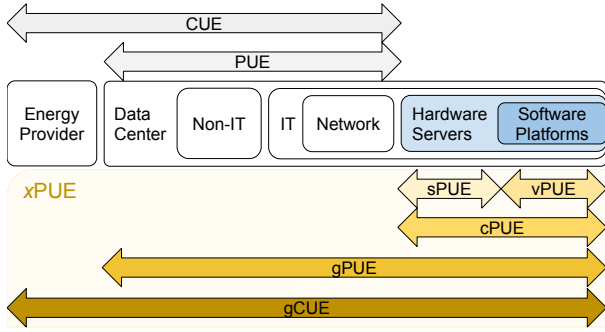 CUE
PUE
Energy
Provider
Data
Center
Non-IT
IT
Network
Hardware
Servers
Software
Platforms
xPUE
sPUE
vPUE
cPUE
gPUE
gCUE